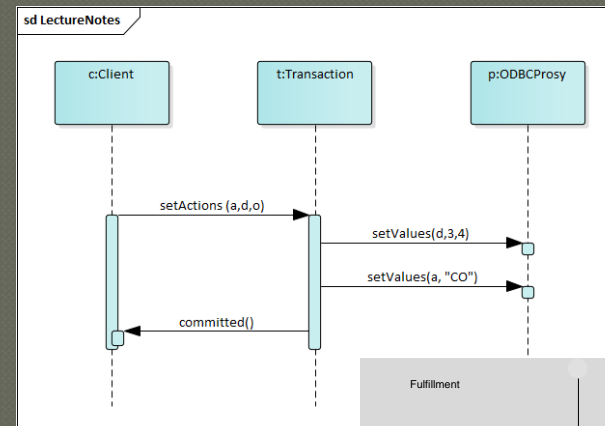 sd LectureNotes
c:Client
t:Transaction
p:ODBCProsy
setActions (a,d,o)
setValues(d,3,4)
setValues(a, "CO")
committed()
Fulfillment